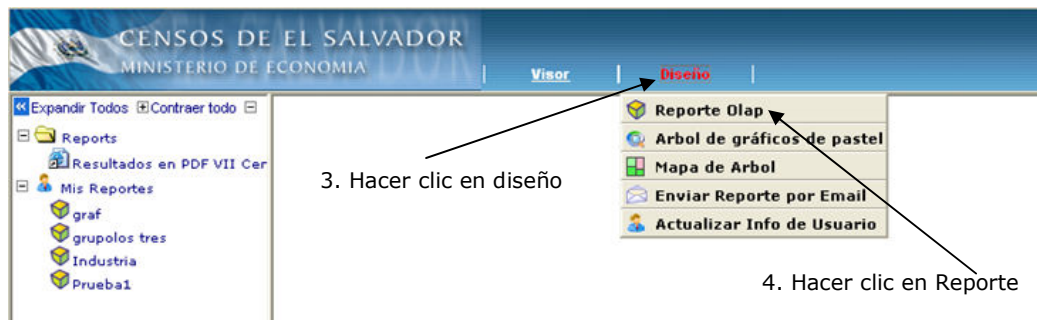 CENSOS DE EL SALVADOR
MINISTERIO DE ECONOMIA
Visor
Diseño
Expandir Todos
Contraer todo
Reports
Resultados en PDF VII Cer
Mis Reportes
graf
grupolos tres
Industria
Prueba1
Reporte Olap
Arbol de gráficos de pastel
Mapa de Arbol
Enviar Reporte por Email
Actualizar Info de Usuario
3. Hacer clic en diseño
4. Hacer clic en Reporte